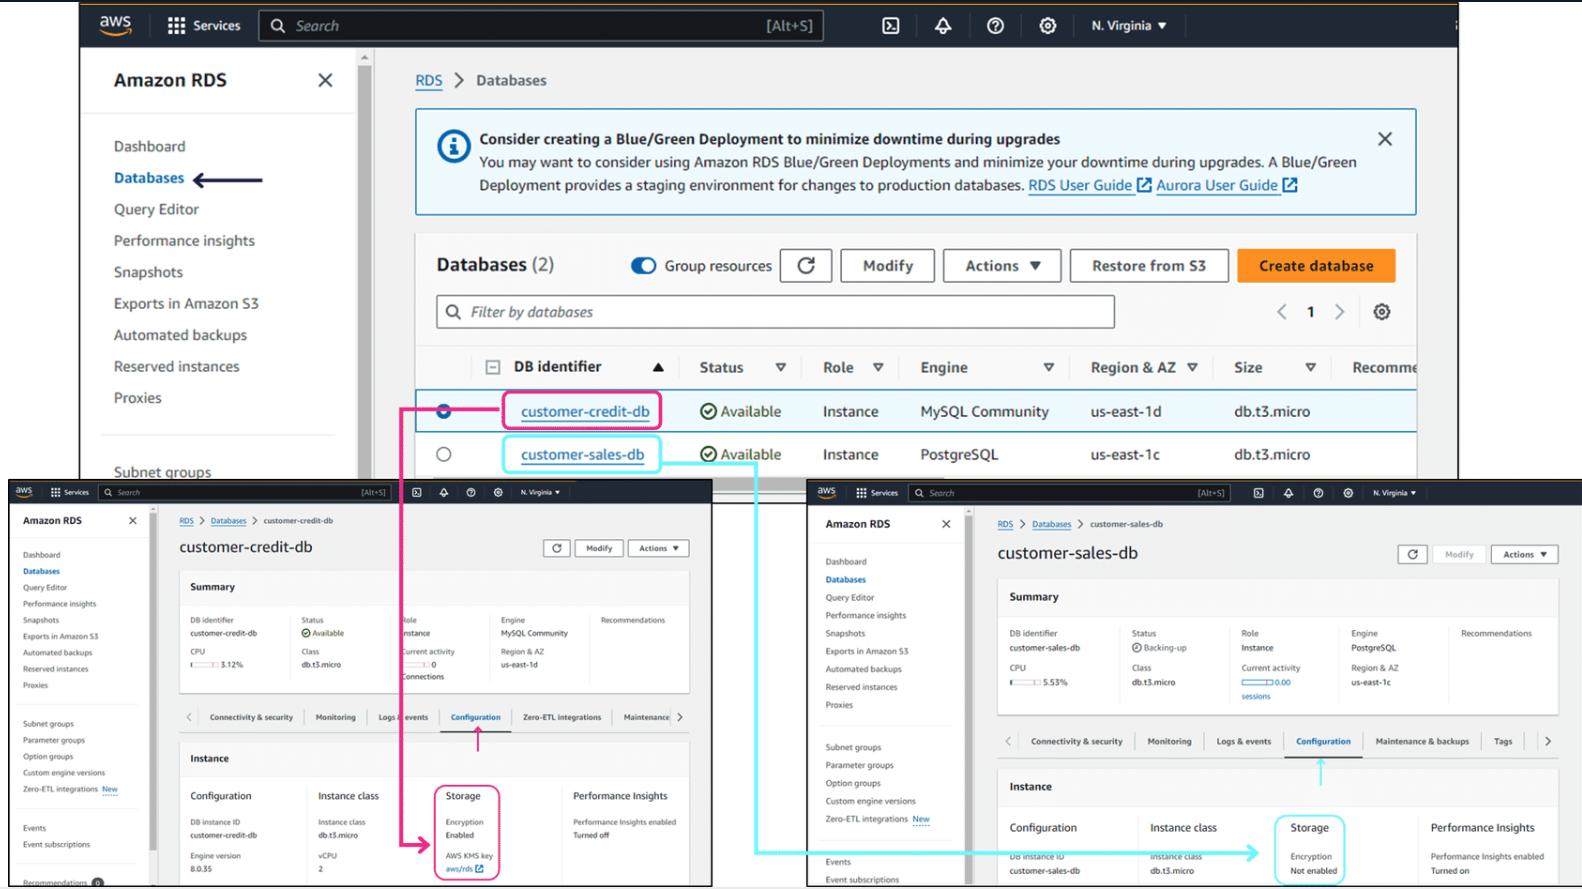 aws
Services
Search
[Alt+S]
N. Virginia ▼
Amazon RDS
Dashboard
Databases
Query Editor
Performance insights
Snapshots
Exports in Amazon S3
Automated backups
Reserved instances
Proxies
Subnet groups
RDS > Databases
Consider creating a Blue/Green Deployment to minimize downtime during upgrades
You may want to consider using Amazon RDS Blue/Green Deployments and minimize your downtime during upgrades. A Blue/Green
Deployment provides a staging environment for changes to production databases. RDS User Guide Aurora User Guide
Databases (2)
Group resources
Modify
Actions ▼
Restore from S3
Create database
Filter by databases
1
DB identifier Status Role Engine Region & AZ Size Recomme
customer-credit-db Available Instance MySQL Community us-east-1d db.t3.micro
customer-sales-db Available Instance PostgreSQL us-east-1c db.t3.micro
aws
Services
Search
[Alt+S]
N. Virginia ▼
Amazon RDS
Dashboard
Databases
Query Editor
Performance insights
Snapshots
Exports in Amazon S3
Automated backups
Reserved instances
Proxies
Subnet groups
Parameter groups
Option groups
Custom engine versions
Zero-ETL integrations New
Events
Event subscriptions
Recommendations 0
RDS > Databases > customer-credit-db
customer-credit-db
Modify
Actions ▼
Summary
DB identifier
customer-credit-db
CPU
3.12%
Status
Available
Class
db.t3.micro
Role
Instance
Current activity
0
Connections
Engine
MySQL Community
Region & AZ
us-east-1d
Recommendations
Connectivity & security Monitoring Logs & events Configuration Zero-ETL integrations Maintenance
Instance
Configuration
DB instance ID
customer-credit-db
Engine version
8.0.35
Instance class
Instance class
db.t3.micro
vCPU
2
Storage
Encryption
Enabled
AWS KMS key
aws/rds
Performance Insights
Performance Insights enabled
Turned off
aws
Services
Search
[Alt+S]
N. Virginia ▼
Amazon RDS
Dashboard
Databases
Query Editor
Performance insights
Snapshots
Exports in Amazon S3
Automated backups
Reserved instances
Proxies
Subnet groups
Parameter groups
Option groups
Custom engine versions
Zero-ETL integrations New
Events
Event subscriptions
RDS > Databases > customer-sales-db
customer-sales-db
Modify
Actions ▼
Summary
DB identifier
customer-sales-db
CPU
5.53%
Status
Backing-up
Class
db.t3.micro
Role
Instance
Current activity
0.00
sessions
Engine
PostgreSQL
Region & AZ
us-east-1c
Recommendations
Connectivity & security Monitoring Logs & events Configuration Maintenance & backups Tags
Instance
Configuration
DB instance ID
customer-sales-db
Instance class
Instance class
db.t3.micro
Storage
Encryption
Not enabled
Performance Insights
Performance Insights enabled
Turned on